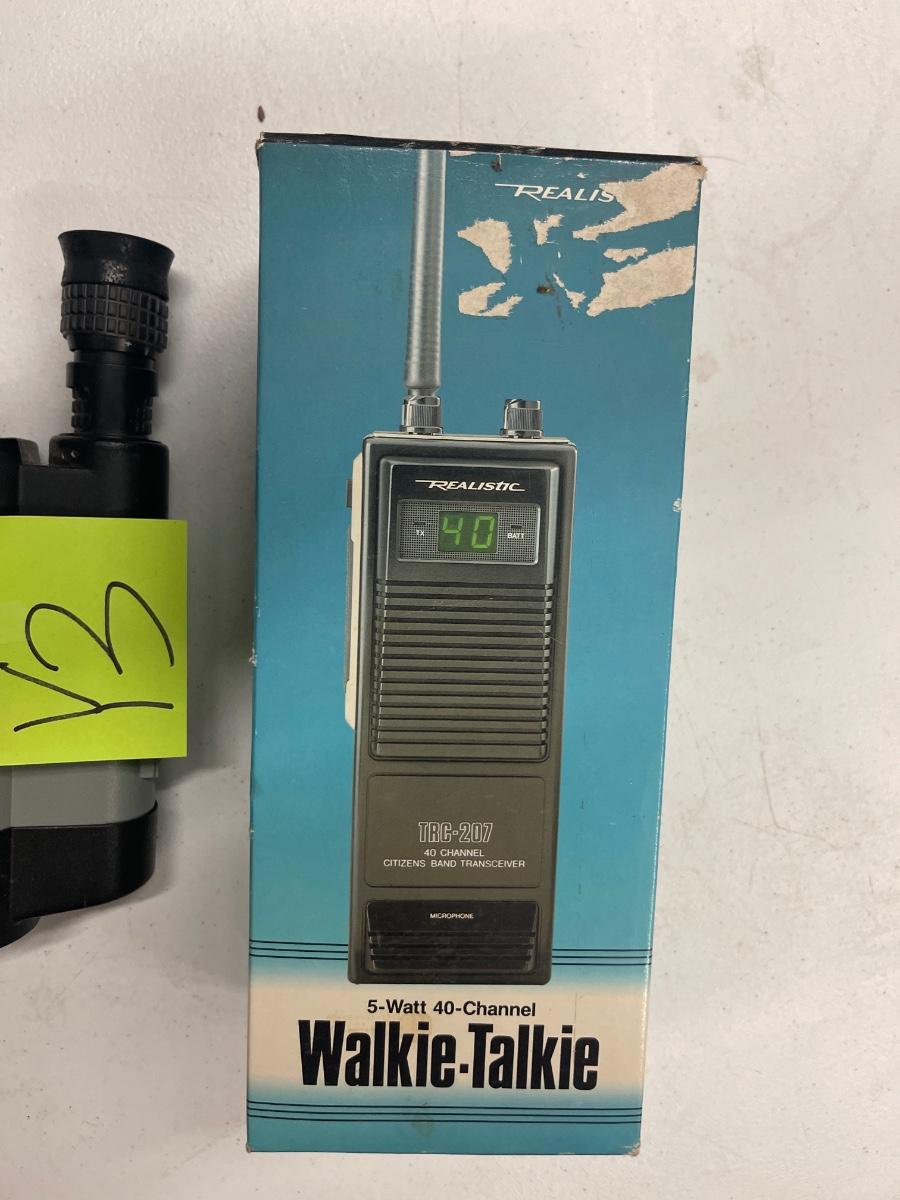 REALIS
REALISTIC
TX 40 BATT
TRC-207
40 CHANNEL
CITIZENS BAND TRANSCEIVER
MICROPHONE
5-Watt 40-Channel
Walkie-Talkie
Y3